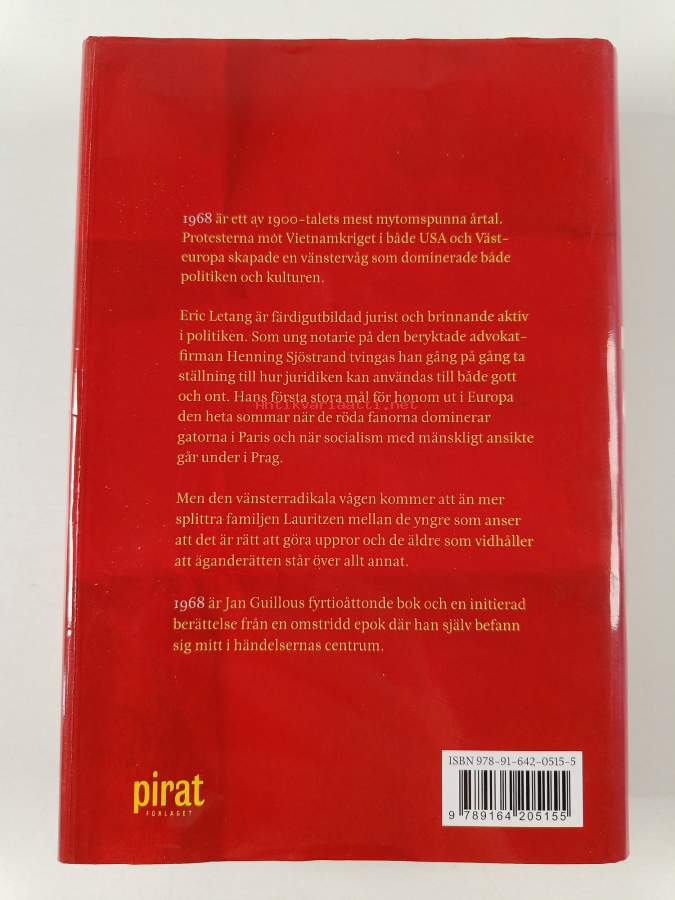 1968 är ett av 1900-talets mest mytomspunna årtal.
Protesterna mot Vietnamkriget i både USA och Väst-
europa skapade en vänstervåg som dominerade både
politiken och kulturen.
Eric Letang är färdigutbildad jurist och brinnande aktiv
i politiken. Som ung notarie på den beryktade advokat-
firman Henning Sjöstrand tvingas han gång på gång ta
ställning till hur juridiken kan användas till både gott
och ont. Hans första stora mål för honom ut i Europa
Antikvariaatti.net
den heta sommar när de röda fanorna dominerar
gatorna i Paris och när socialism med mänskligt ansikte
går under i Prag.
Men den vänsterradikala vågen kommer att än mer
splittra familjen Lauritzen mellan de yngre som anser
att det är rätt att göra uppror och de äldre som vidhåller
att äganderätten står över allt annat.
1968 är Jan Guillous fyrtioåttonde bok och en initierad
berättelse från en omstridd epok där han själv befann
sig mitt i händelsernas centrum.
ISBN 978-91-642-0515-5
9 789164 205155
pirat
FÖRLAGET